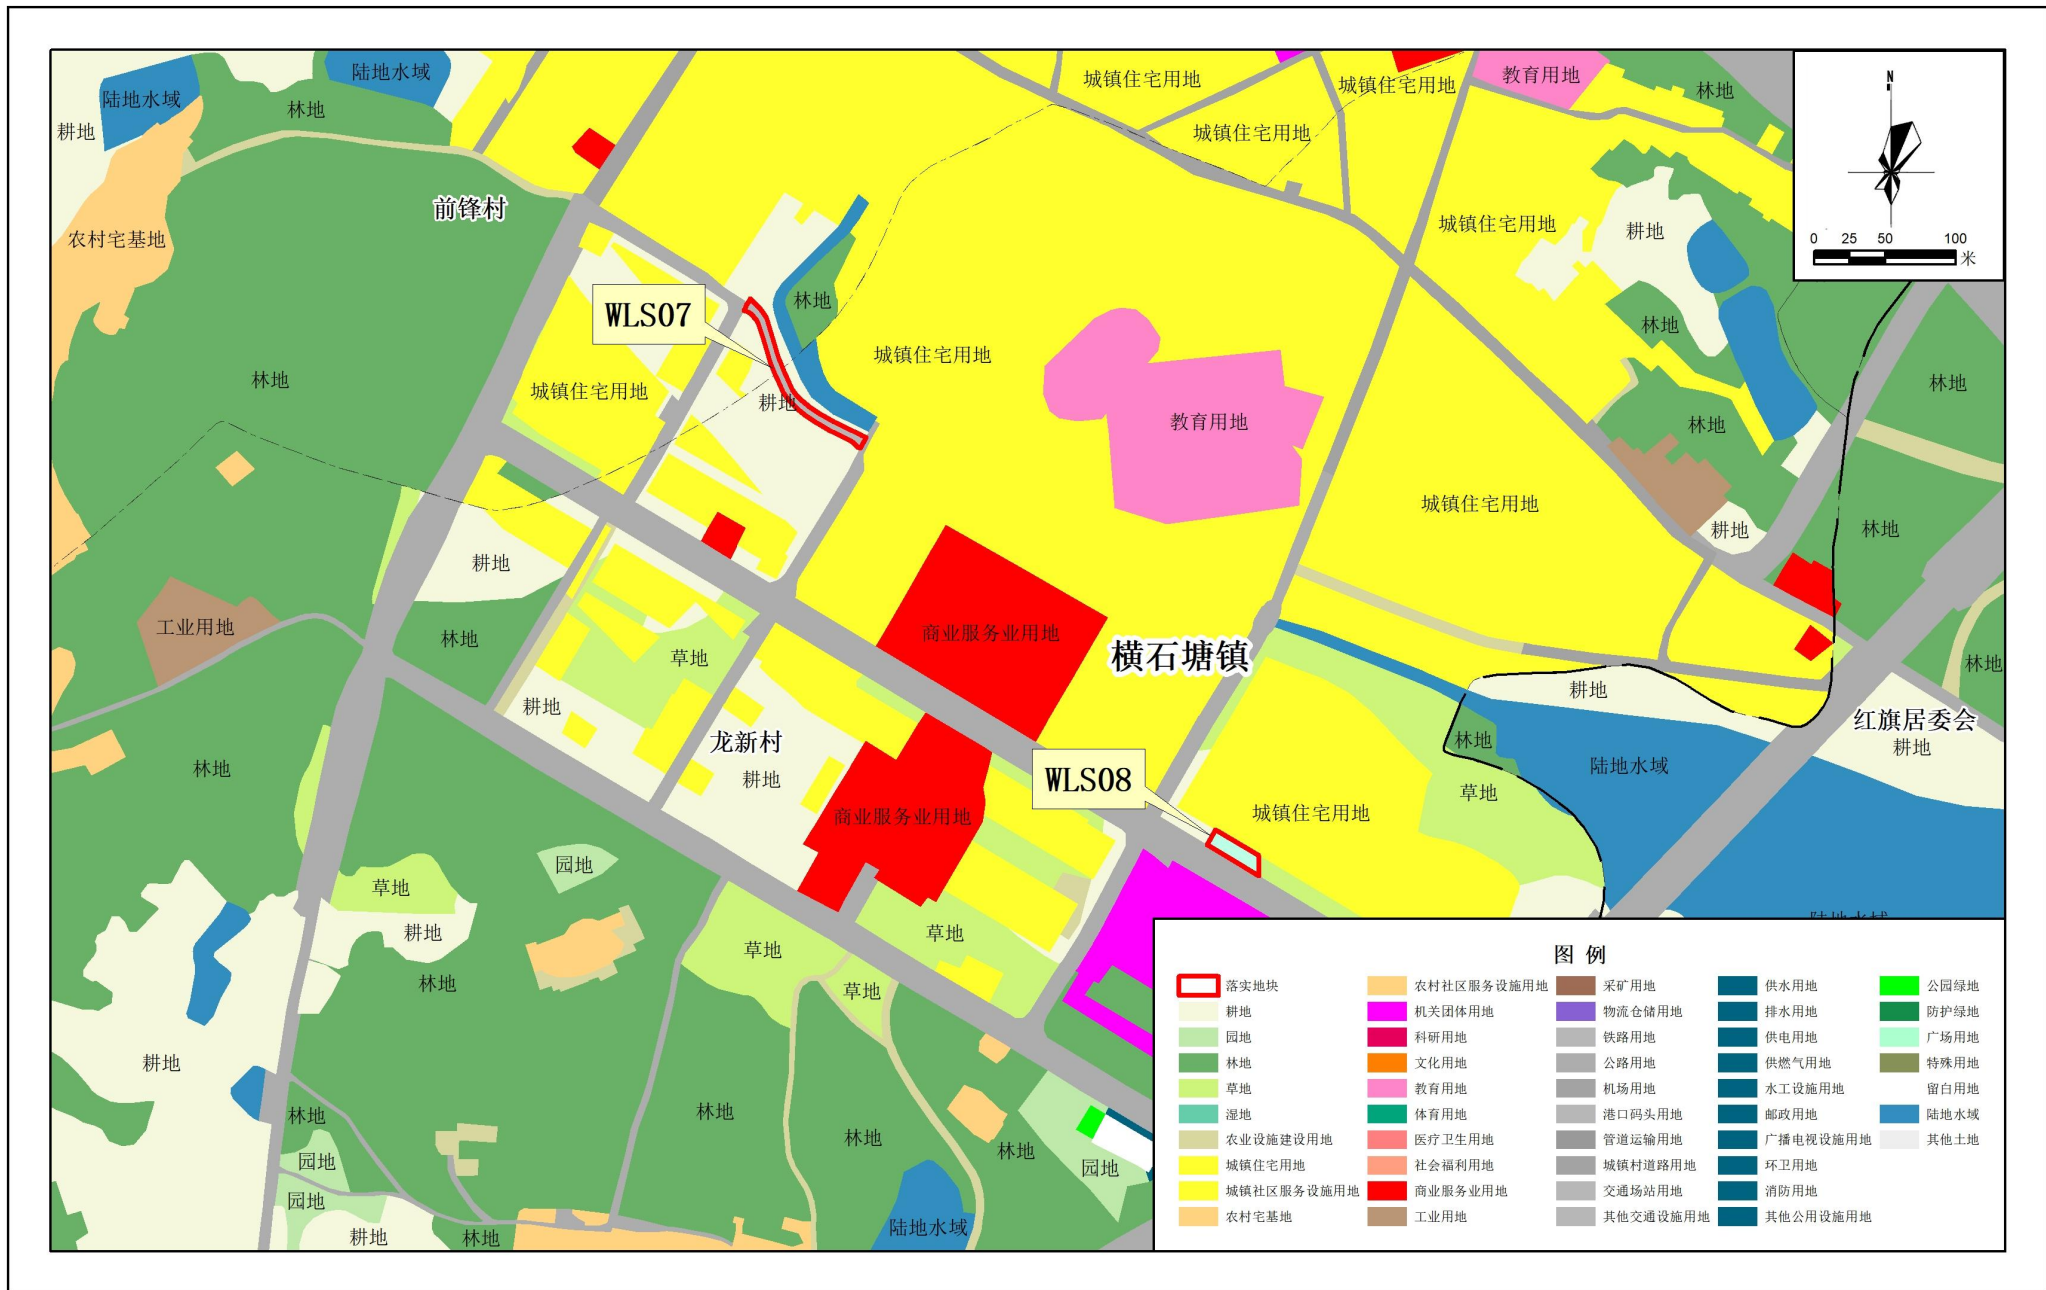 陆地水域
陆地水域
城镇住宅用地
城镇住宅用地
教育用地
林地
N
林地
耕地
城镇住宅用地
前锋村
农村宅基地
城镇住宅用地
耕地
0 25 50 100
米
WLS07
林地
林地
城镇住宅用地
林地
城镇住宅用地
林地
耕地
教育用地
林地
城镇住宅用地
耕地
林地
耕地
工业用地
林地
草地
商业服务业用地
横石塘镇
林地
耕地
耕地
红旗居委会
耕地
龙新村
林地
林地
耕地
陆地水域
WLS08
草地
商业服务业用地
城镇住宅用地
园地
草地
耕地
草地
草地
陆地水域
林地
草地
耕地
林地
林地
林地
林地
园地
园地
园地
耕地
林地
陆地水域
图 例
落实地块
耕地
园地
林地
草地
湿地
农业设施建设用地
城镇住宅用地
城镇社区服务设施用地
农村宅基地
农村社区服务设施用地
机关团体用地
科研用地
文化用地
教育用地
体育用地
医疗卫生用地
社会福利用地
商业服务业用地
工业用地
采矿用地
物流仓储用地
铁路用地
公路用地
机场用地
港口码头用地
管道运输用地
城镇村道路用地
交通场站用地
其他交通设施用地
供水用地
排水用地
供电用地
供燃气用地
水工设施用地
邮政用地
广播电视设施用地
环卫用地
消防用地
其他公用设施用地
公园绿地
防护绿地
广场用地
特殊用地
留白用地
陆地水域
其他土地